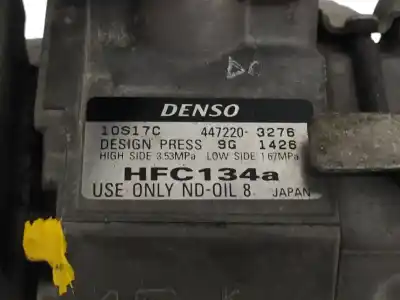 DENSO
10S17C 447220-3276
DESIGN PRESS 9G 1426
HIGH SIDE 3.53MPa LOW SIDE 1.67MPa
HFC134a
USE ONLY ND-OIL 8 JAPAN